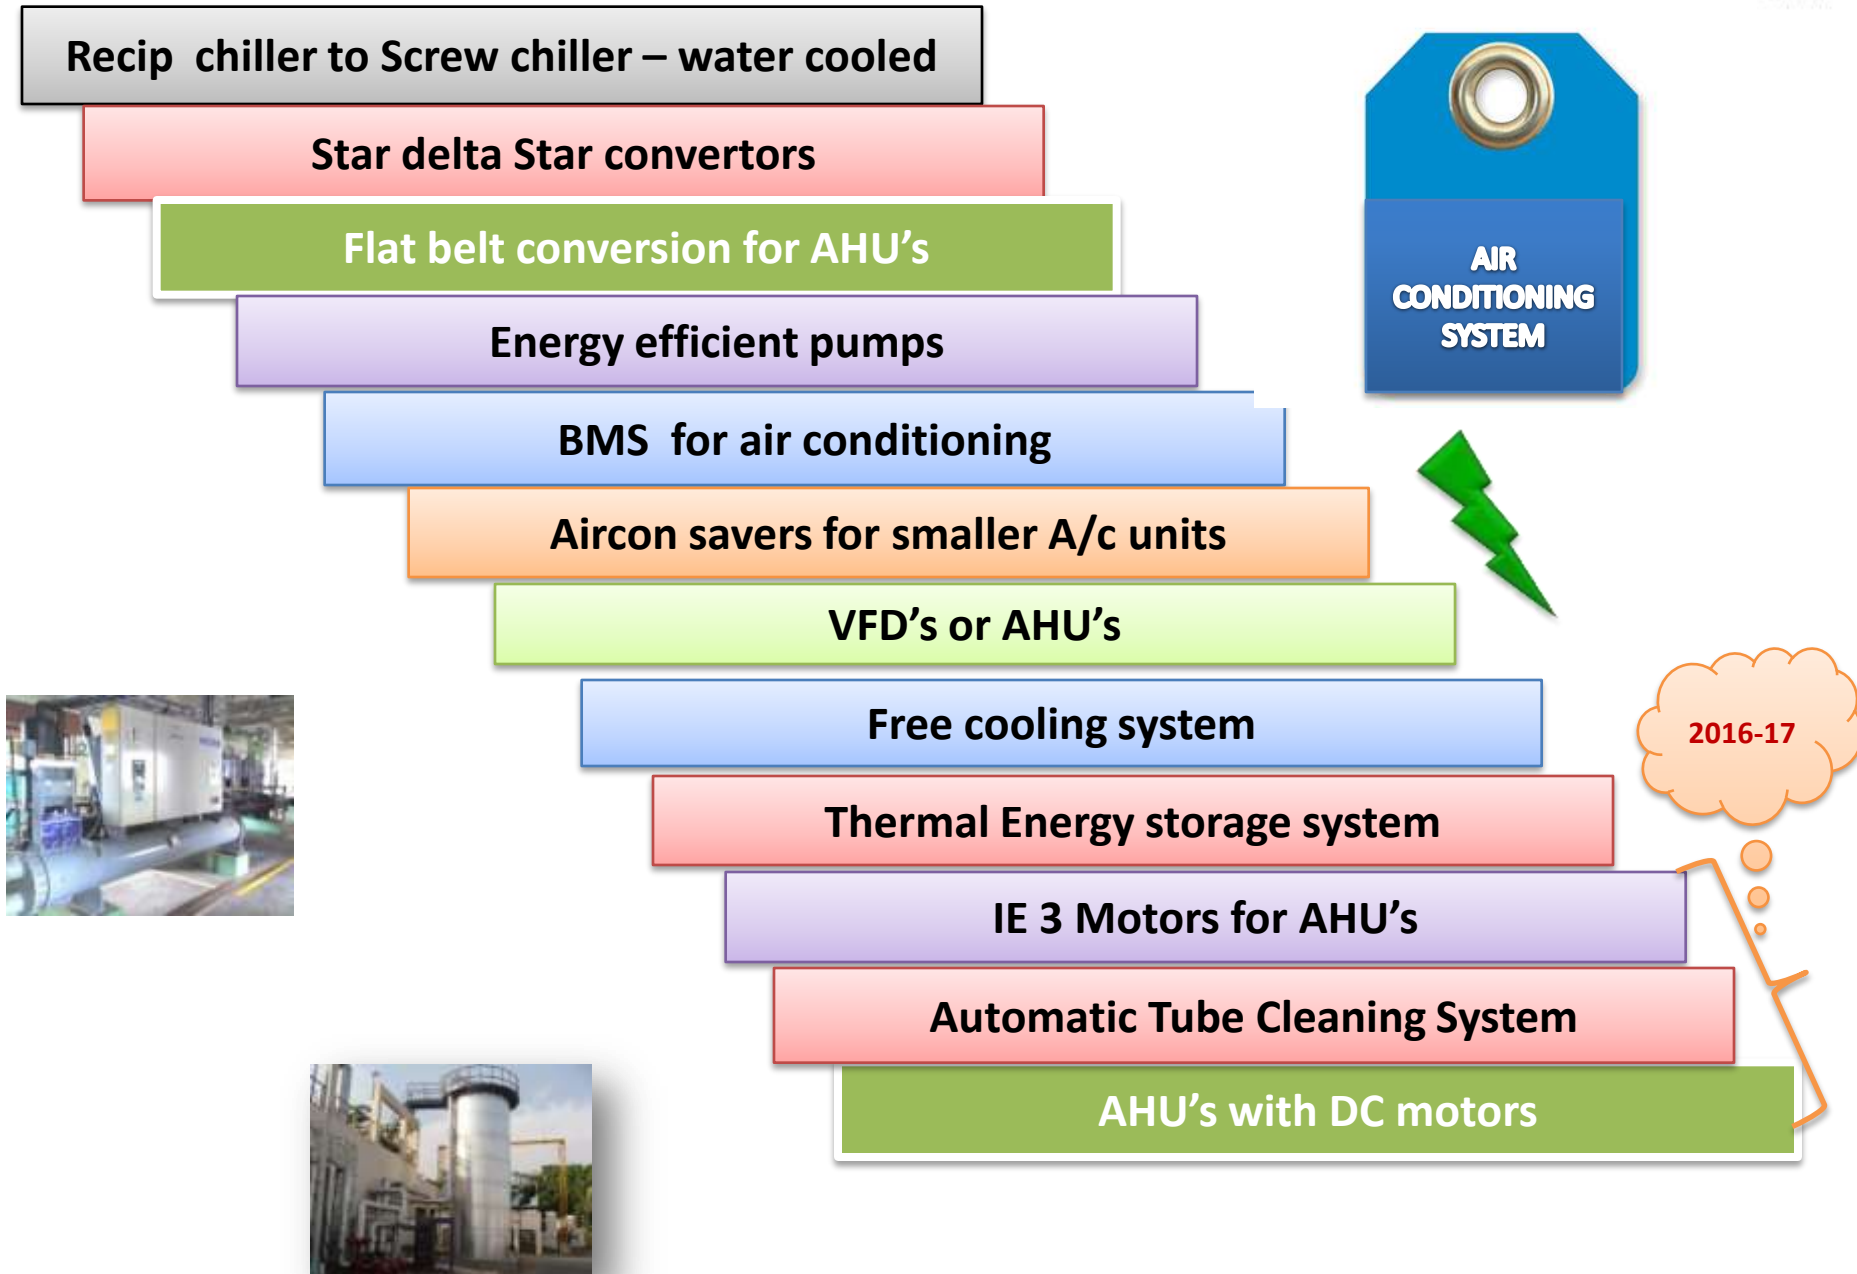 Recip chiller to Screw chiller – water cooled
Star delta Star convertors
Flat belt conversion for AHU’s
AIR
CONDITIONING
SYSTEM
Energy efficient pumps
BMS for air conditioning
Aircon savers for smaller A/c units
VFD’s or AHU’s
Free cooling system
2016-17
Thermal Energy storage system
IE 3 Motors for AHU’s
Automatic Tube Cleaning System
AHU’s with DC motors